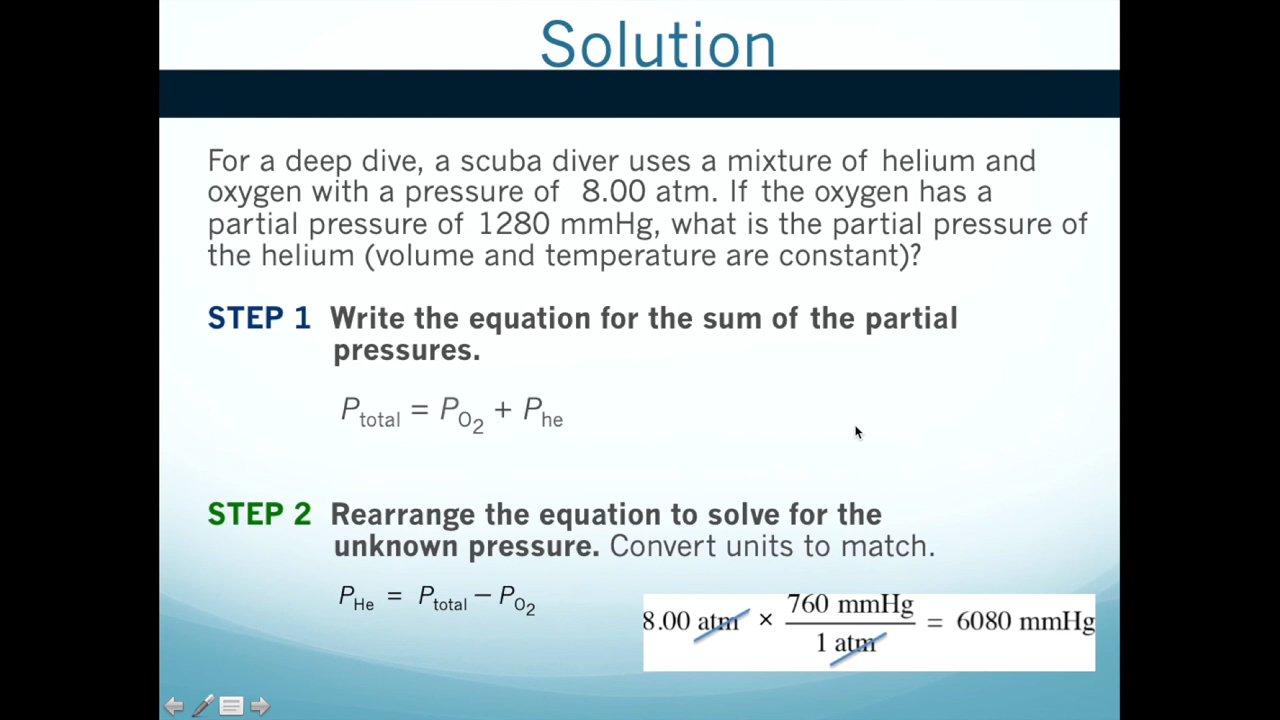 Solution
For a deep dive, a scuba diver uses a mixture of helium and
oxygen with a pressure of 8.00 atm. If the oxygen has a
partial pressure of 1280 mmHg, what is the partial pressure of
the helium (volume and temperature are constant)?
STEP 1 Write the equation for the sum of the partial
pressures.
P_total = P_O₂ + P_he
STEP 2 Rearrange the equation to solve for the
unknown pressure. Convert units to match.
P_He = P_total − P_O₂
8.00 atm × 760 mmHg / 1 atm = 6080 mmHg